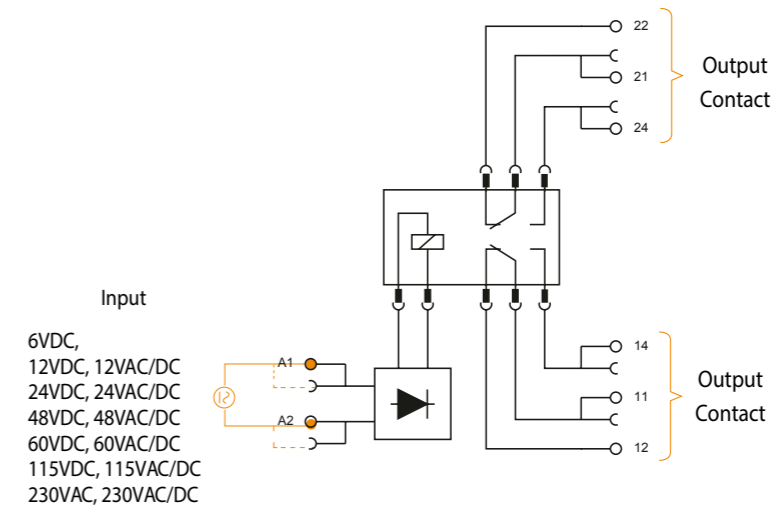 22
21
24
Output
Contact
Input
6VDC,
12VDC, 12VAC/DC
24VDC, 24VAC/DC
48VDC, 48VAC/DC
60VDC, 60VAC/DC
115VDC, 115VAC/DC
230VAC, 230VAC/DC
A1
A2
14
11
12
Output
Contact